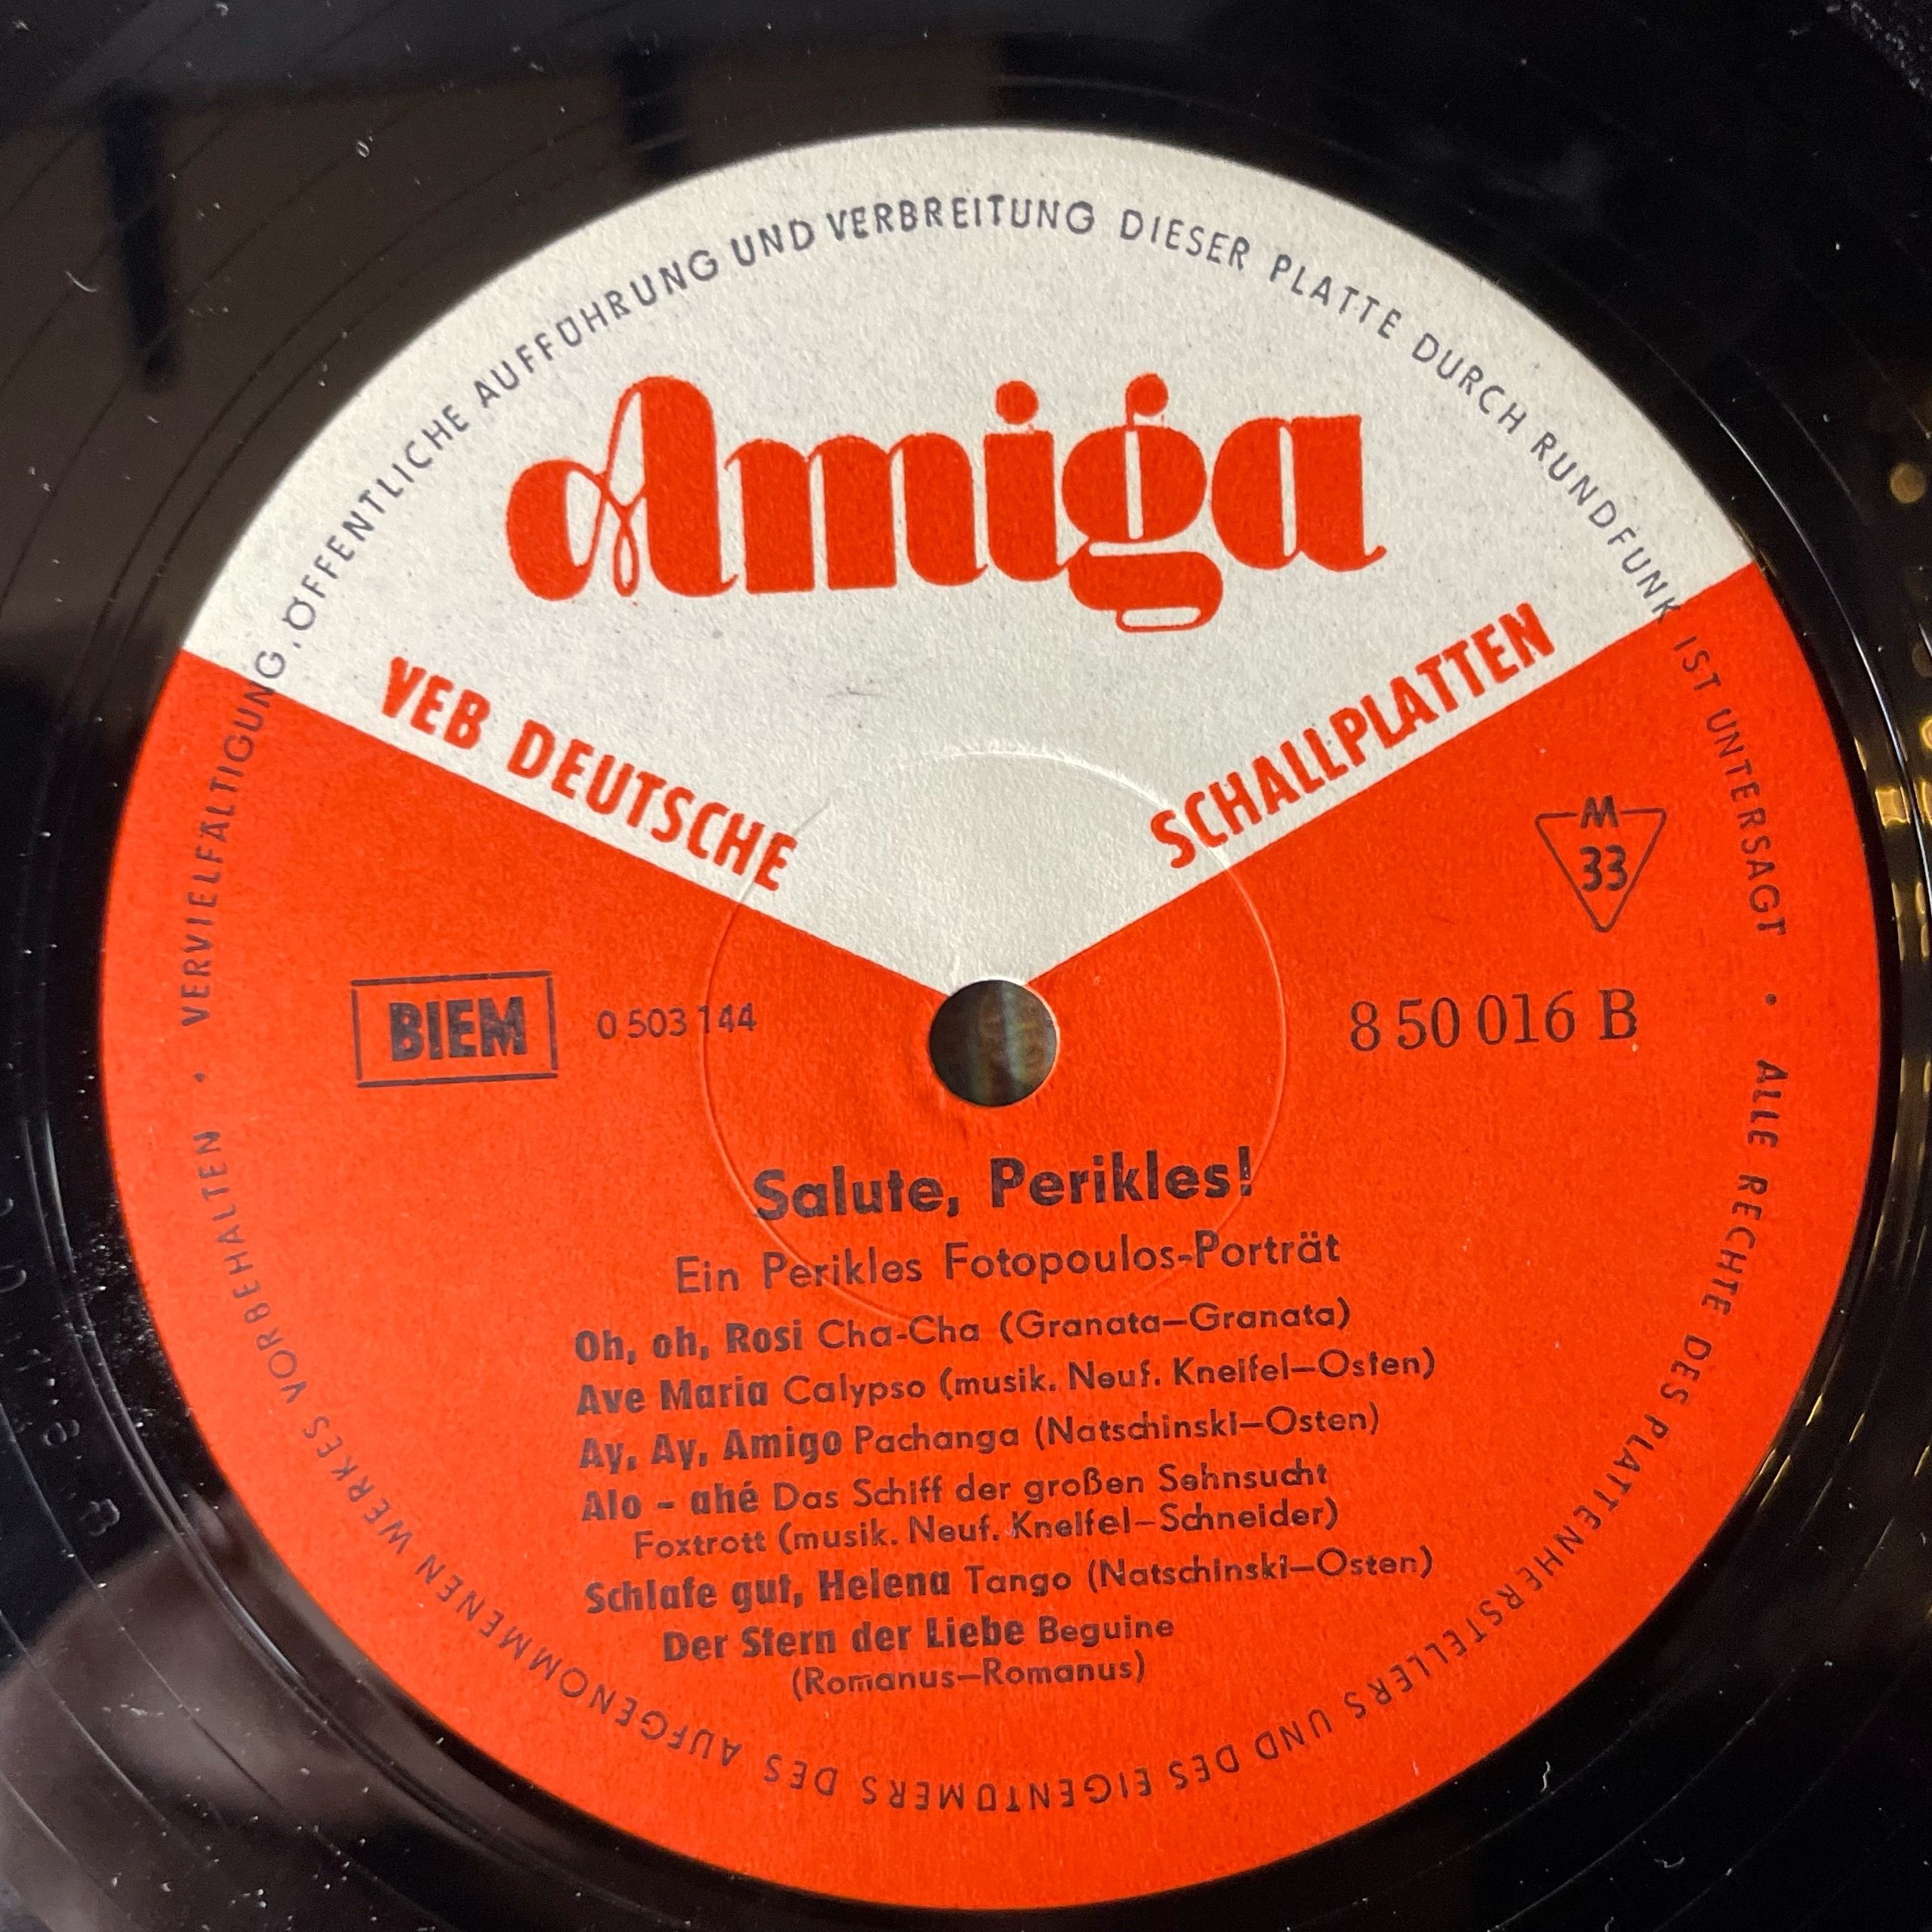 VERVIELFÄLTIGUNG, ÖFFENTLICHE AUFFÜHRUNG UND VERBREITUNG DIESER PLATTE DURCH RUNDFUNK IST UNTERSAGT • ALLE RECHTE DES PLATTENHERSTELLERS UND DES EIGENTÜMERS DES AUFGENOMMENEN WERKES VORBEHALTEN •
Amiga
VEB DEUTSCHE SCHALLPLATTEN
M
33
BIEM 0 503 144 8 50 016 B
Salute, Perikles!
Ein Perikles Fotopoulos-Porträt
Oh, oh, Rosi Cha-Cha (Granata—Granata)
Ave Maria Calypso (musik. Neuf. Kneifel—Osten)
Ay, Ay, Amigo Pachanga (Natschinski—Osten)
Alo - ahé Das Schiff der großen Sehnsucht
Foxtrott (musik. Neuf. Kneifel—Schneider)
Schlafe gut, Helena Tango (Natschinski—Osten)
Der Stern der Liebe Beguine
(Romanus—Romanus)